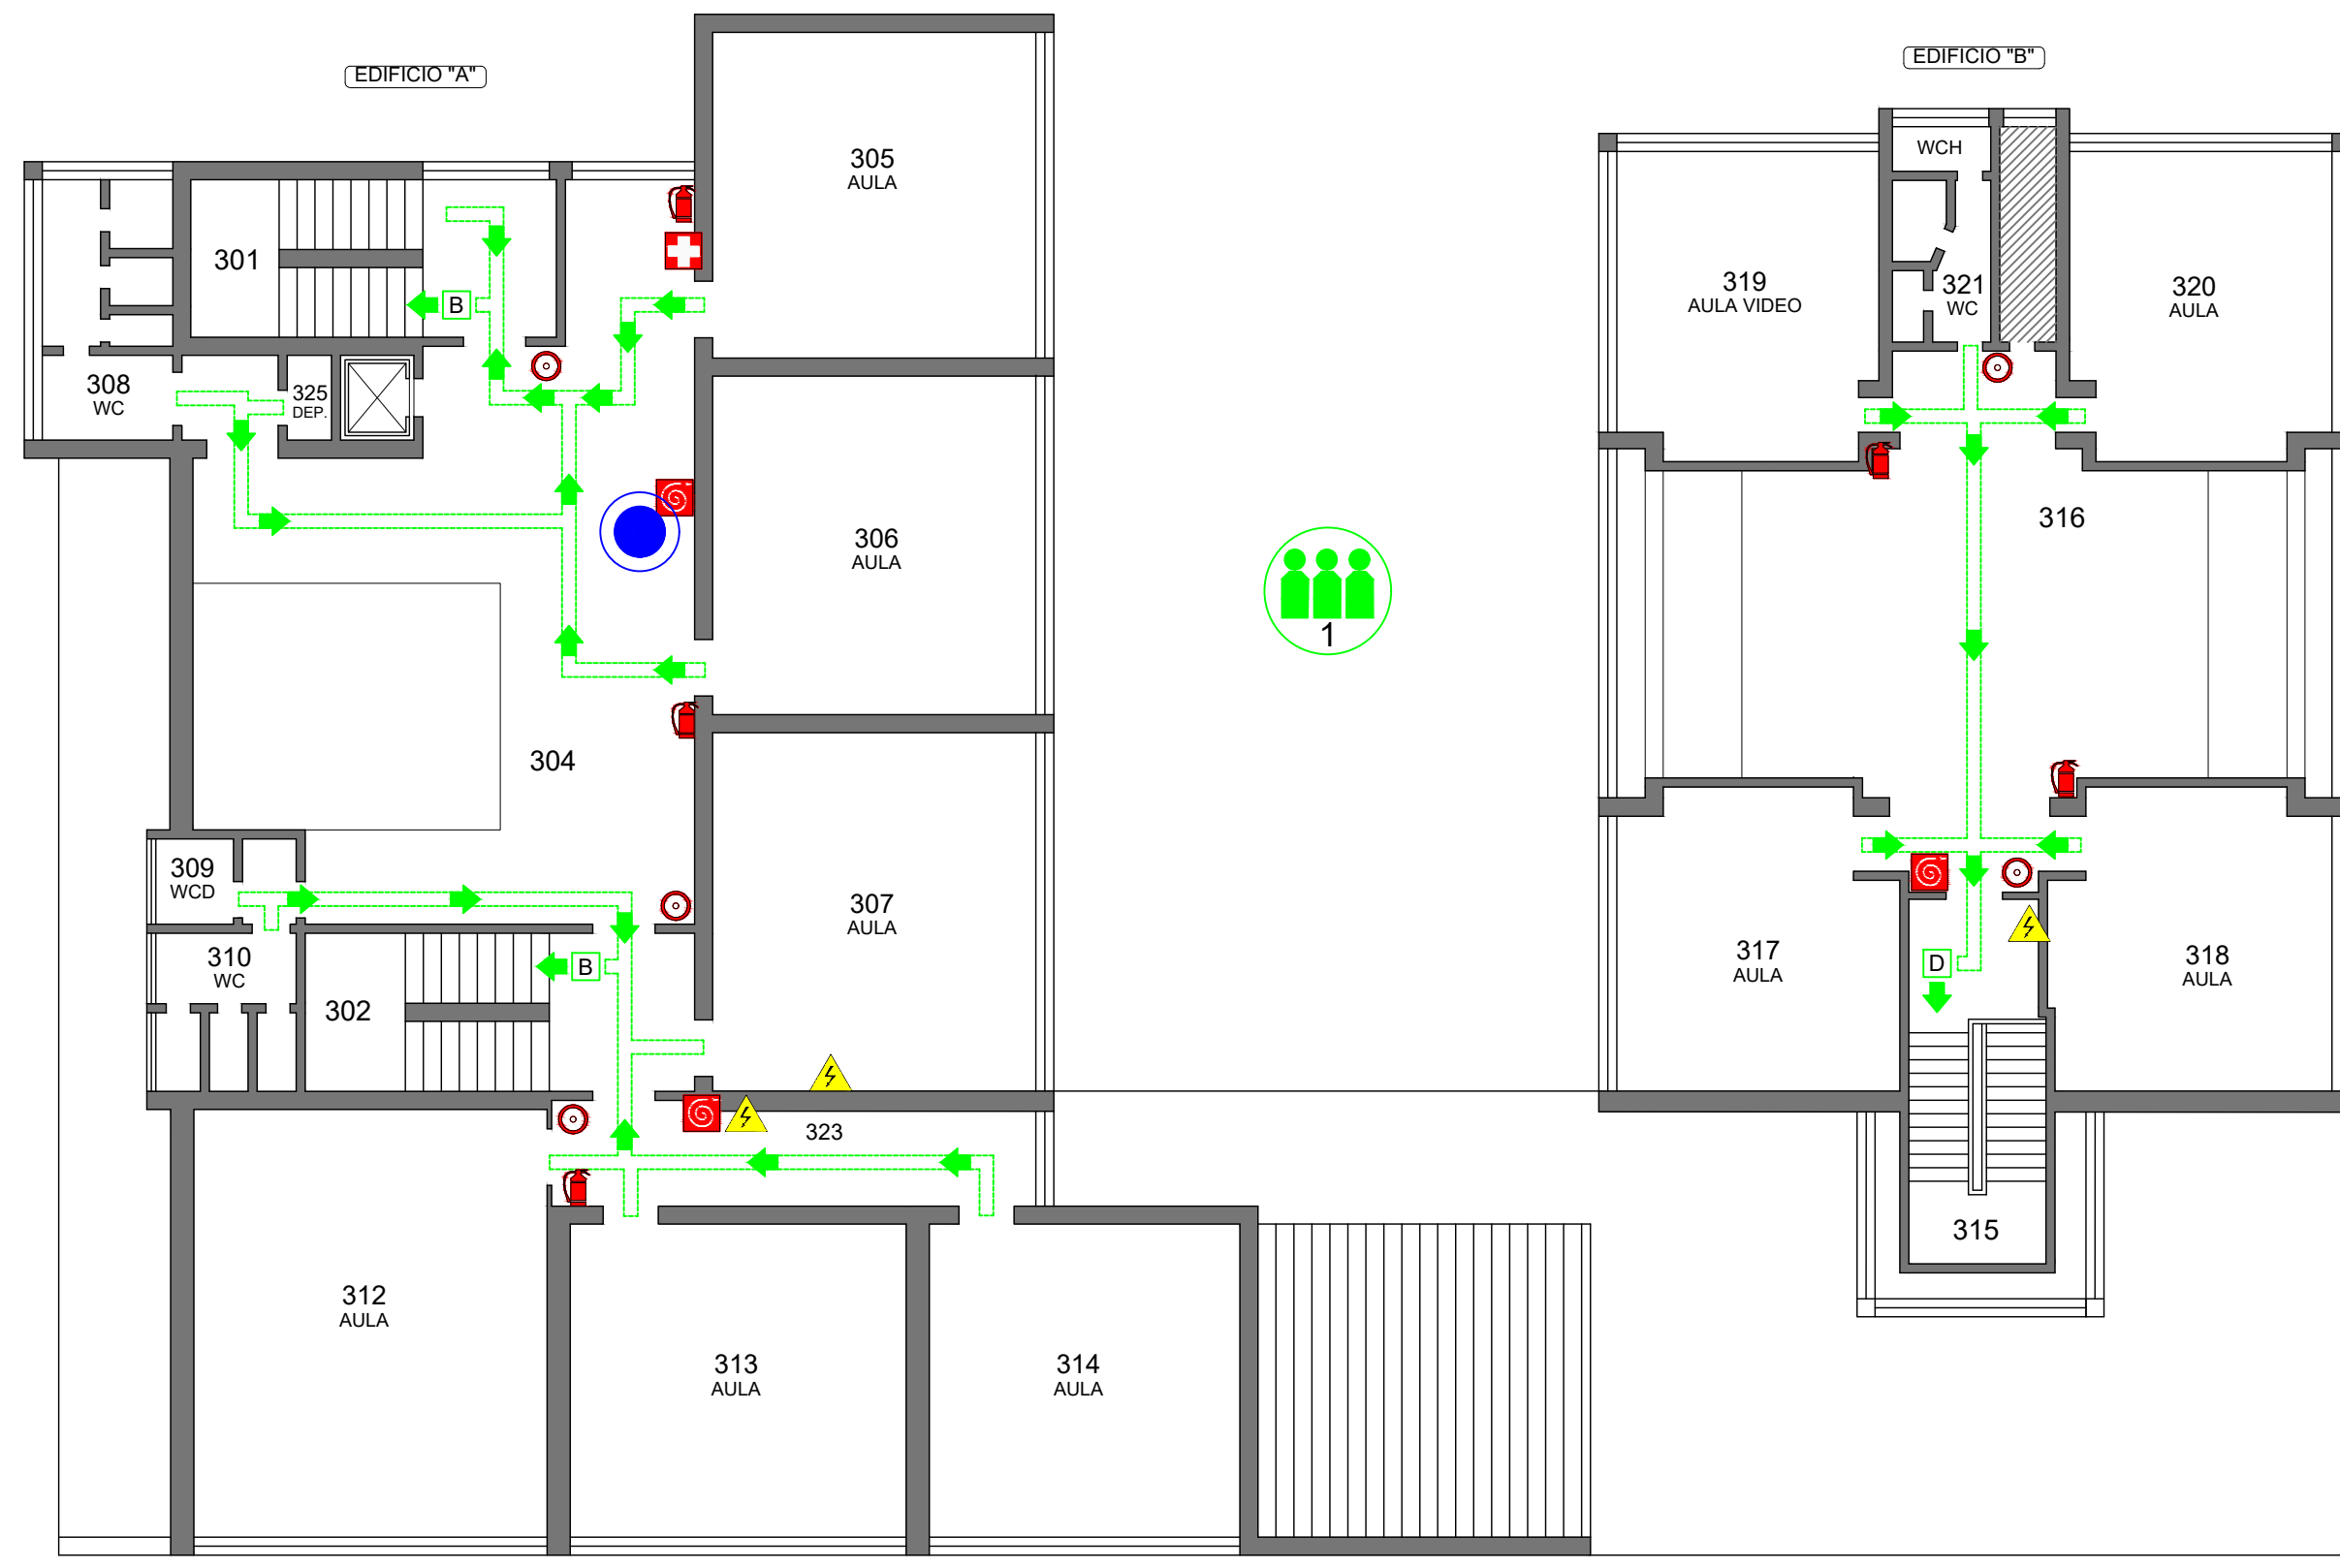 EDIFICIO "A"
EDIFICIO "B"
305
AULA
WCH
301
B
319
AULA VIDEO
321
WC
320
AULA
308
WC
325
DEP.
306
AULA
316
1
304
309
WCD
307
AULA
310
WC
302
B
317
AULA
D
318
AULA
323
315
312
AULA
313
AULA
314
AULA